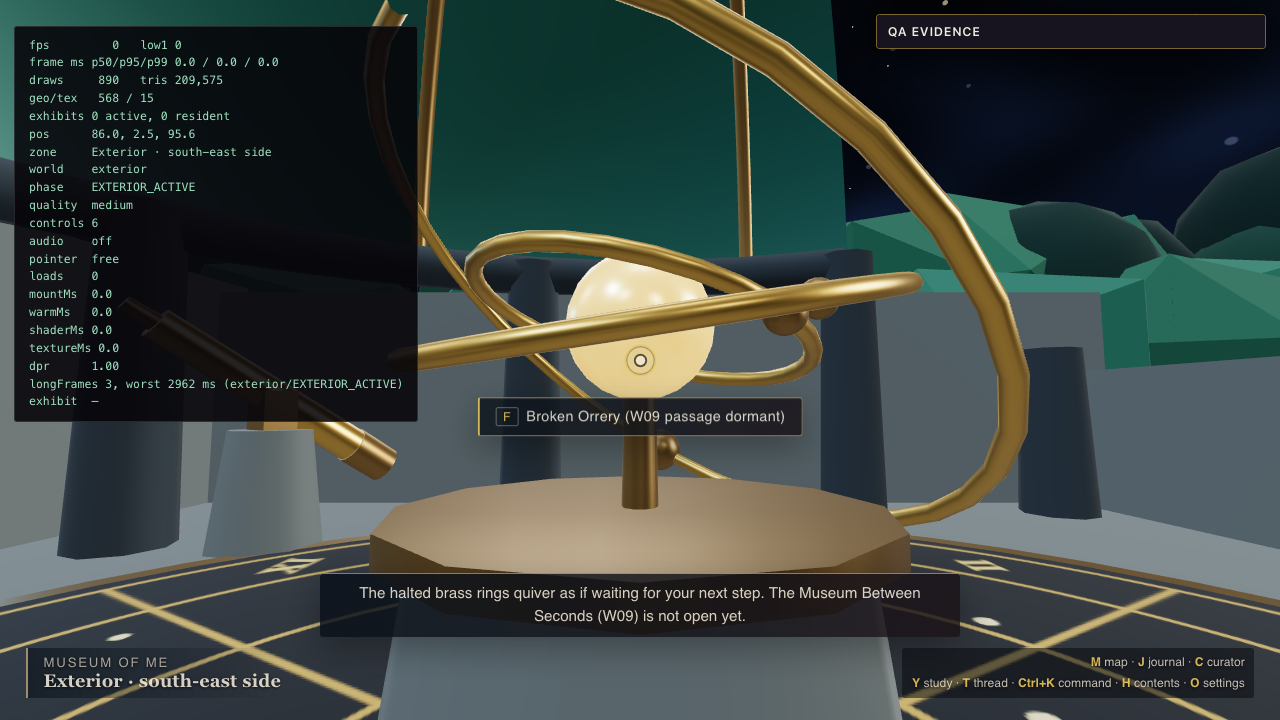 fps 0 low1 0
frame ms p50/p95/p99 0.0 / 0.0 / 0.0
draws 890 tris 209,575
geo/tex 568 / 15
exhibits 0 active, 0 resident
pos 86.0, 2.5, 95.6
zone Exterior · south-east side
world exterior
phase EXTERIOR_ACTIVE
quality medium
controls 6
audio off
pointer free
loads 0
mountMs 0.0
warmMs 0.0
shaderMs 0.0
textureMs 0.0
dpr 1.00
longFrames 3, worst 2962 ms (exterior/EXTERIOR_ACTIVE)
exhibit —
QA EVIDENCE
F Broken Orrery (W09 passage dormant)
The halted brass rings quiver as if waiting for your next step. The Museum Between
Seconds (W09) is not open yet.
MUSEUM OF ME
Exterior · south-east side
M map · J journal · C curator
Y study · T thread · Ctrl+K command · H contents · O settings